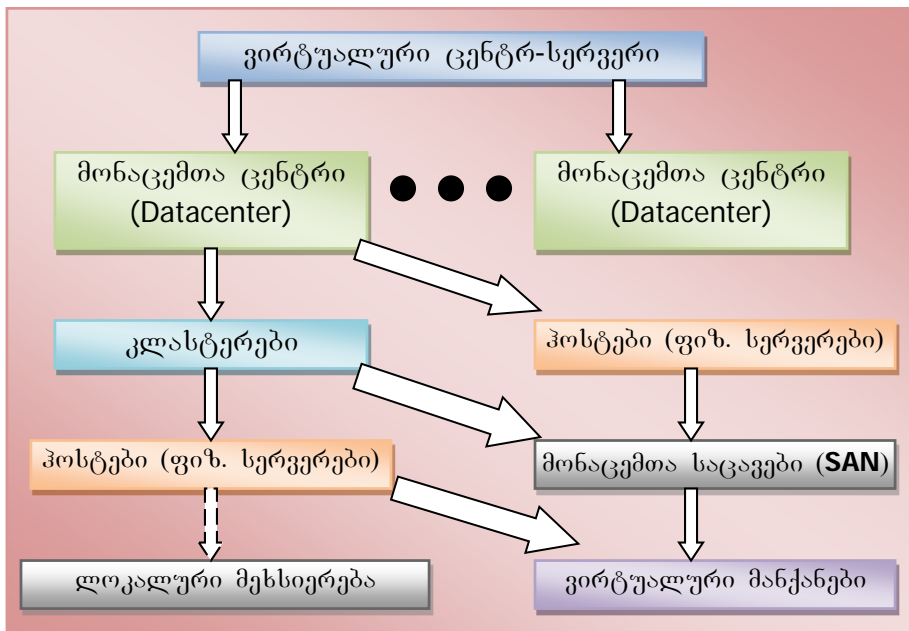 ვირტუალური ცენტრ-სერვერი
მონაცემთა ცენტრი
(Datacenter)
მონაცემთა ცენტრი
(Datacenter)
კლასტერები
ჰოსტები (ფიზ. სერვერები)
ჰოსტები (ფიზ. სერვერები)
მონაცემთა საცავები (SAN)
ლოკალური მეხსიერება
ვირტუალური მანქანები